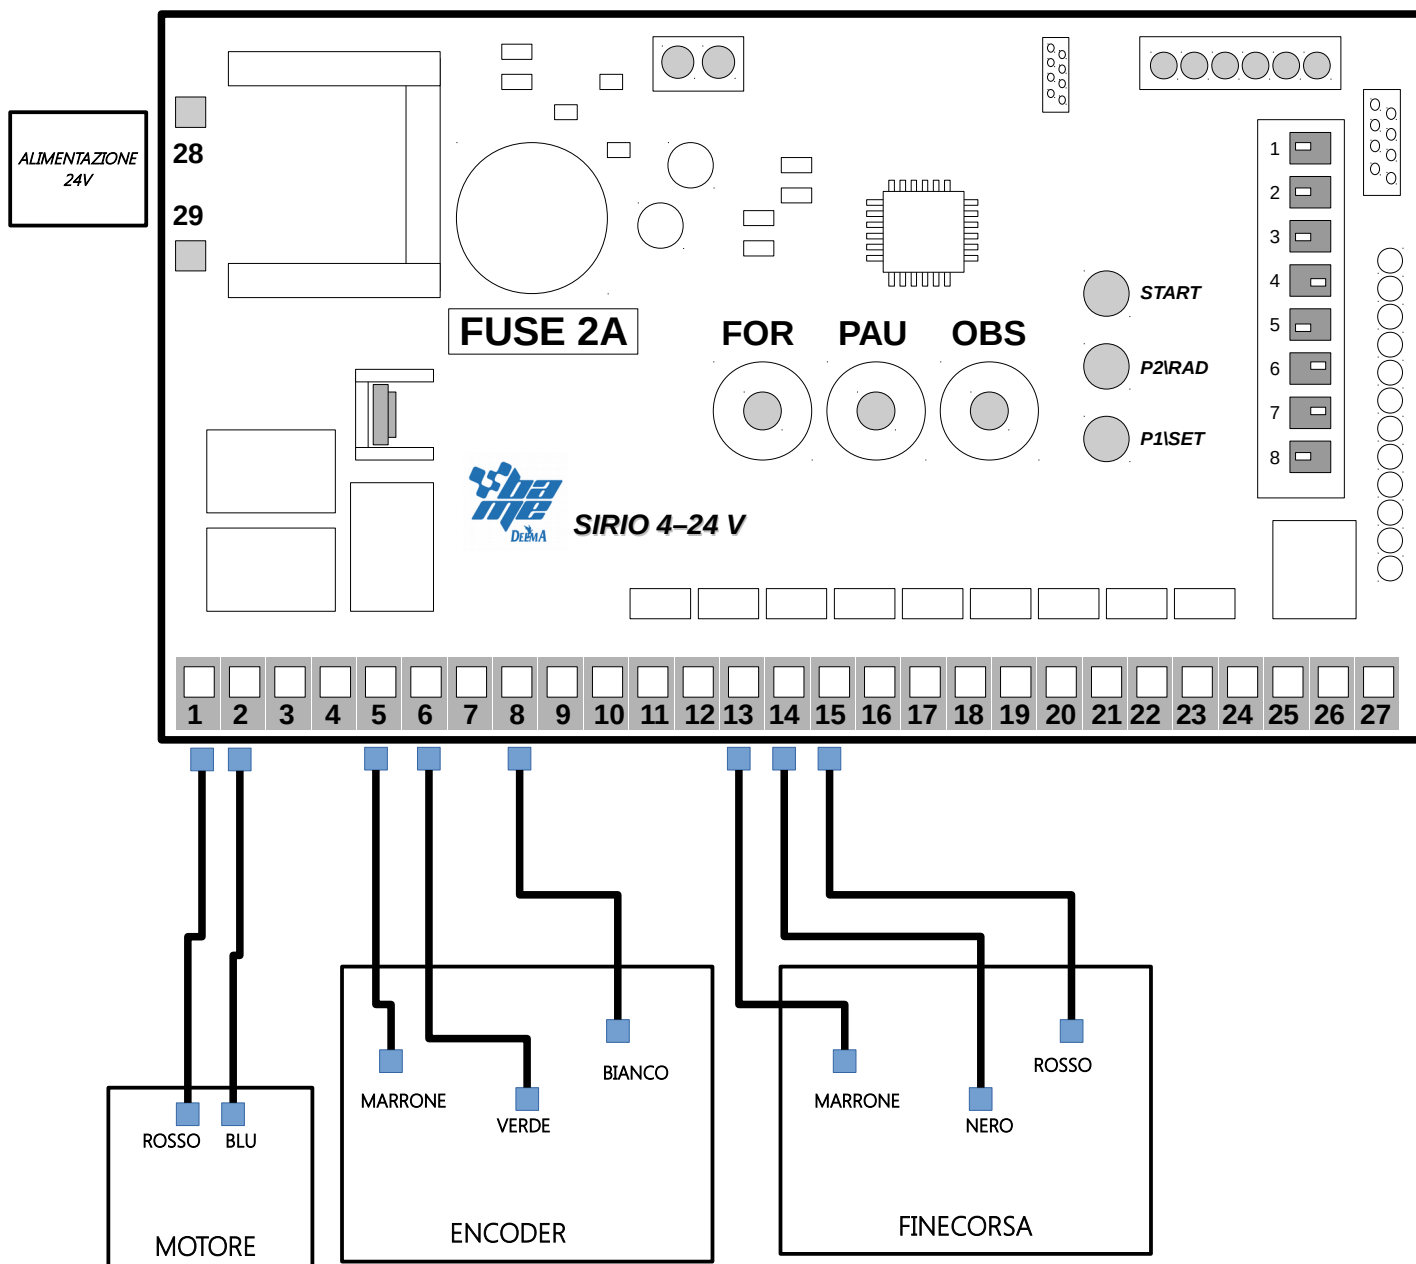 ALIMENTAZIONE
24V
28
29
FUSE 2A
FOR PAU OBS
START
P2\RAD
P1\SET
1
2
3
4
5
6
7
8
bame
DEEMA
SIRIO 4–24 V
1 2 3 4 5 6 7 8 9 10 11 12 13 14 15 16 17 18 19 20 21 22 23 24 25 26 27
ROSSO BLU
MOTORE
MARRONE
VERDE
BIANCO
ENCODER
MARRONE
NERO
ROSSO
FINECORSA